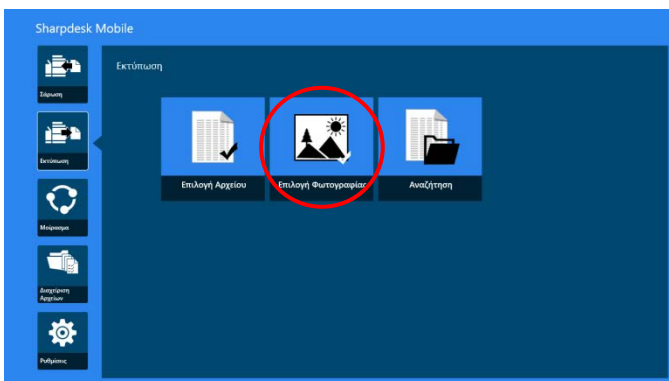 Sharpdesk Mobile
Σάρωση
Εκτύπωση
Μοίρασμα
Διαχείριση
Αρχείων
Ρυθμίσεις
Εκτύπωση
Επιλογή Αρχείου
Επιλογή Φωτογραφίας
Αναζήτηση